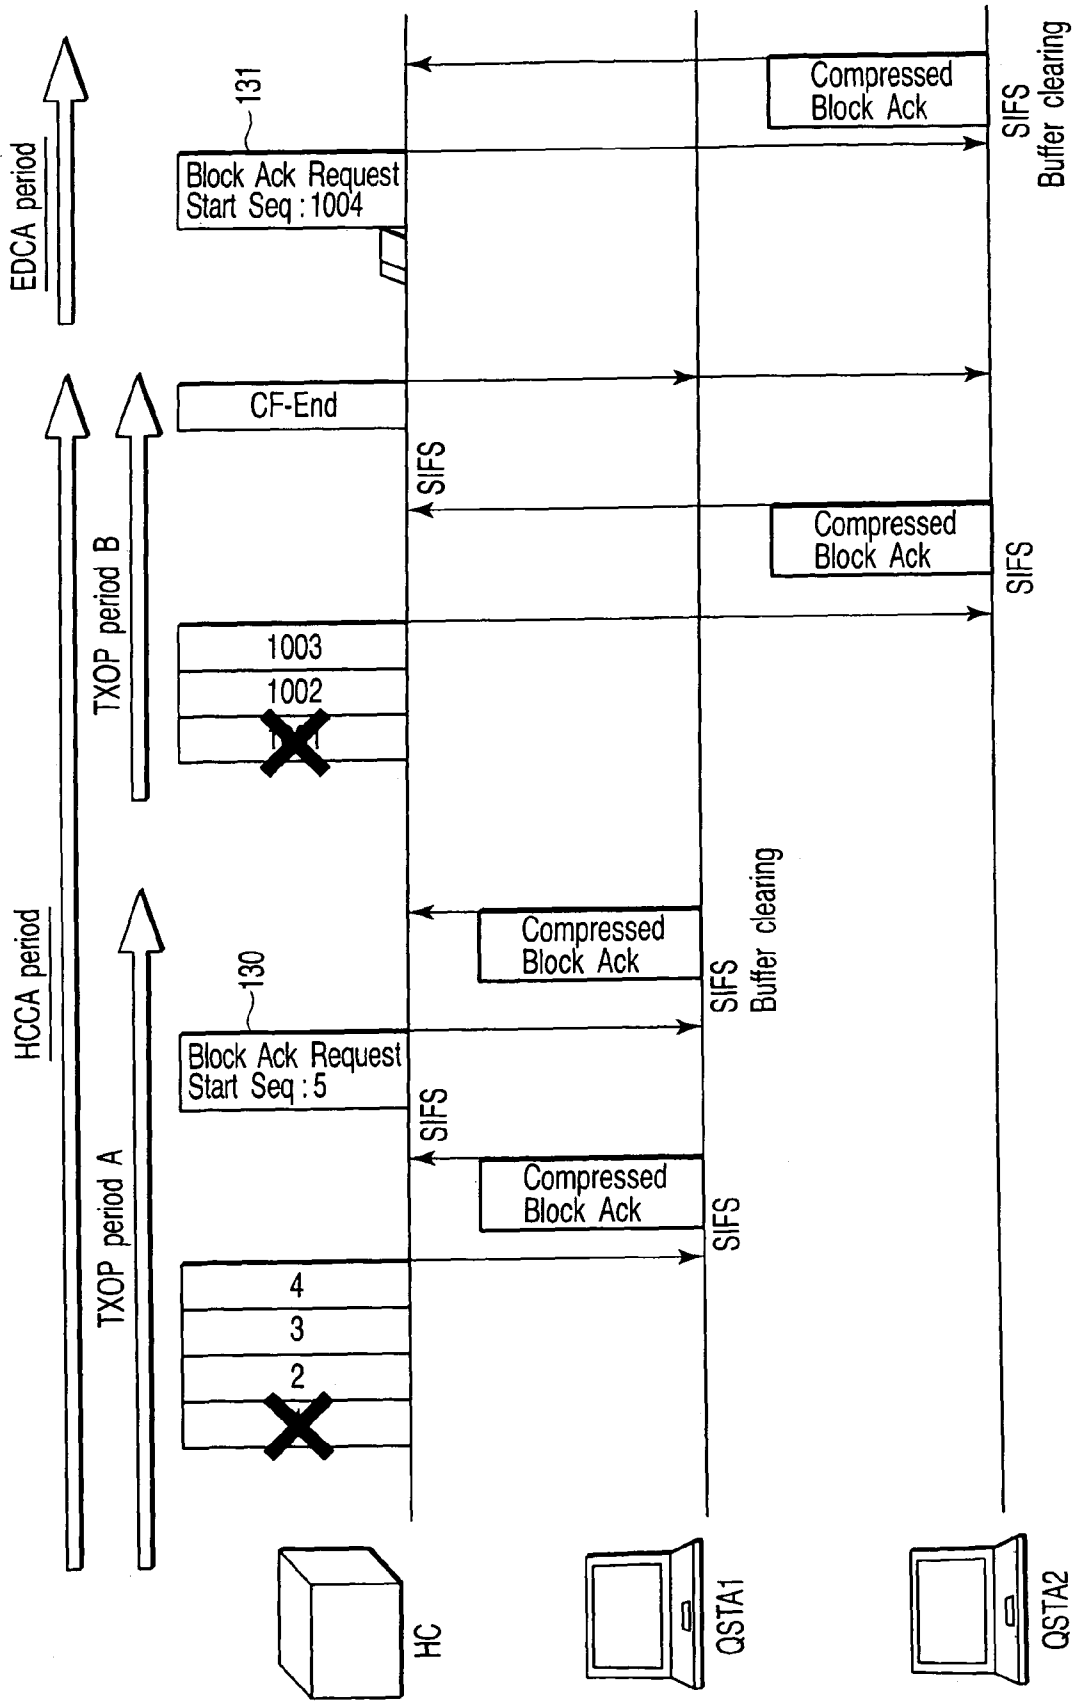 HCCA period
EDCA period
TXOP period A
TXOP period B
2
3
4
Block Ack Request
Start Seq : 5
130
1002
1003
CF-End
Block Ack Request
Start Seq : 1004
131
HC
SIFS
SIFS
Compressed
Block Ack
Compressed
Block Ack
QSTA1
SIFS
SIFS
Buffer clearing
Compressed
Block Ack
Compressed
Block Ack
QSTA2
SIFS
SIFS
Buffer clearing